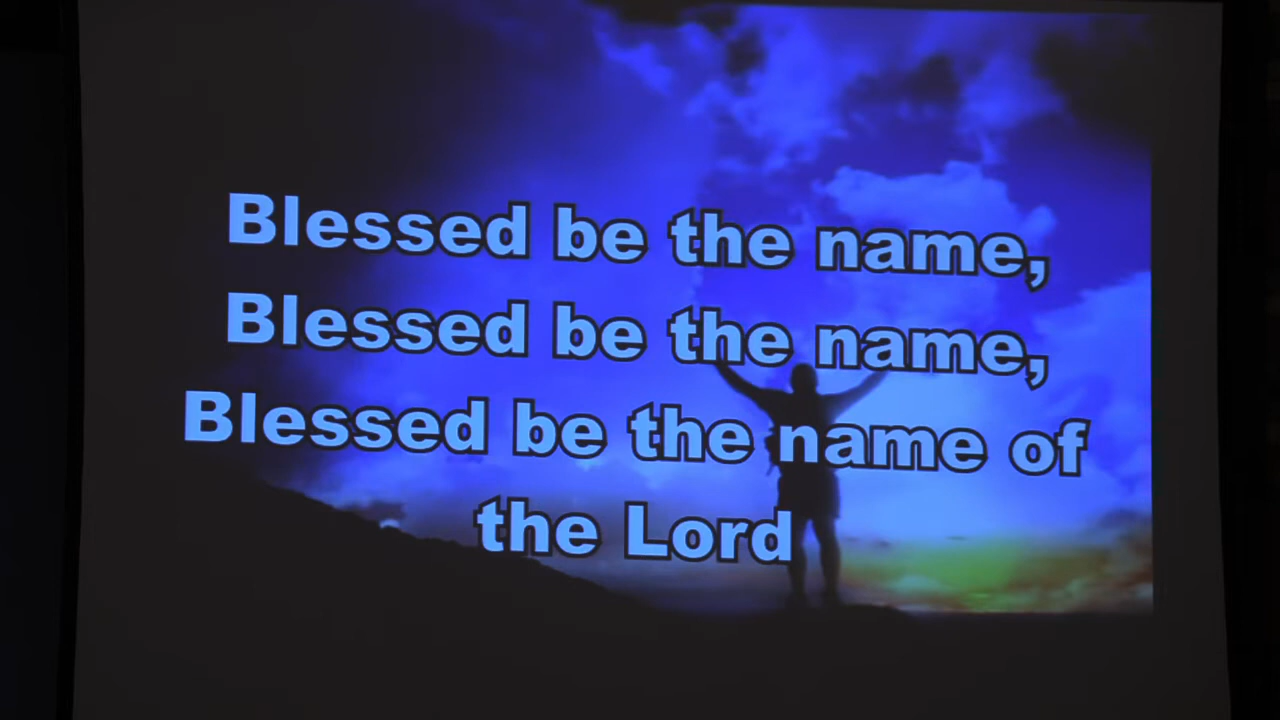 Blessed be the name,
Blessed be the name,
Blessed be the name of
the Lord